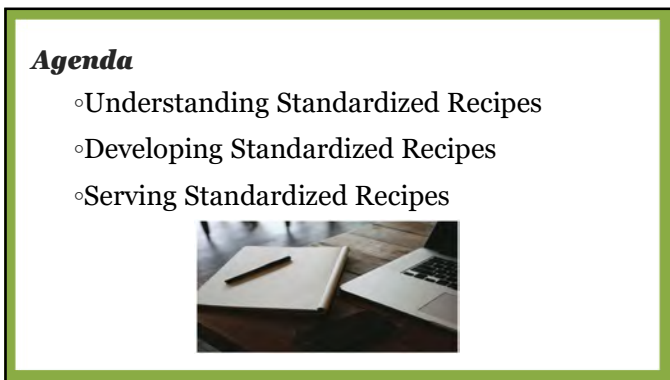 Agenda
◦Understanding Standardized Recipes
◦Developing Standardized Recipes
◦Serving Standardized Recipes